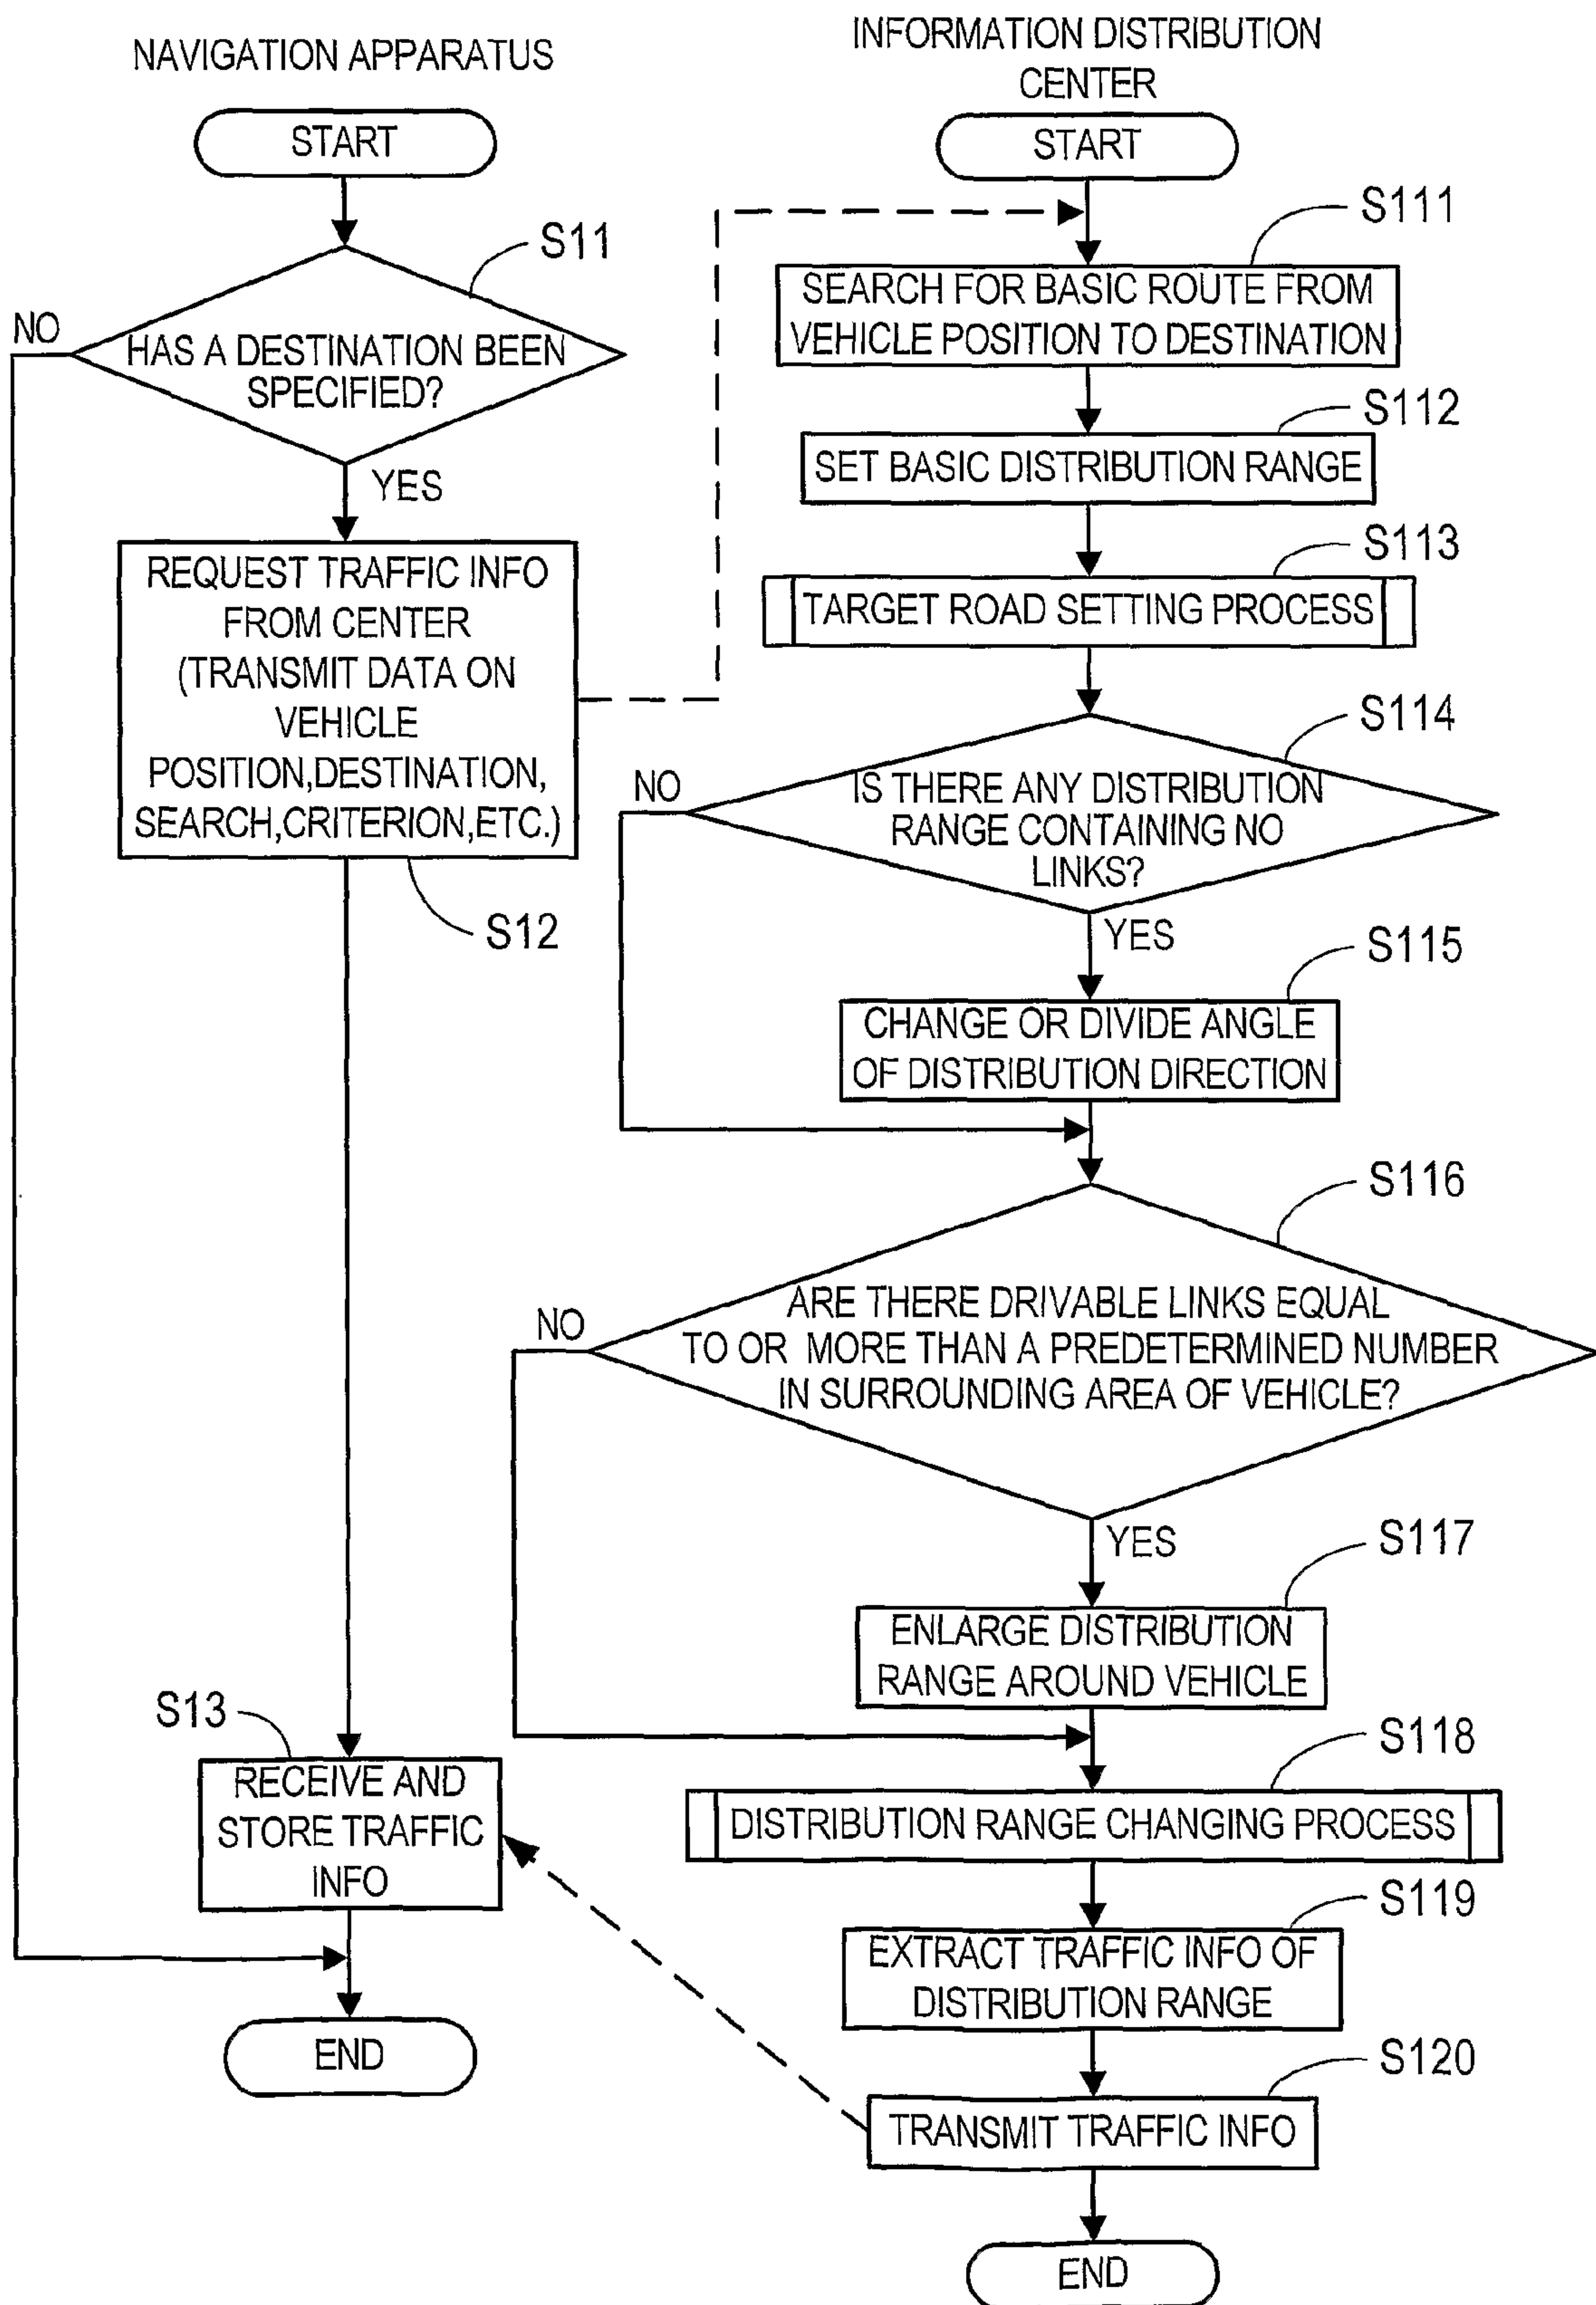 NAVIGATION APPARATUS
START
S11
NO
HAS A DESTINATION BEEN
SPECIFIED?
YES
REQUEST TRAFFIC INFO
FROM CENTER
(TRANSMIT DATA ON
VEHICLE
POSITION,DESTINATION,
SEARCH,CRITERION,ETC.)
S12
S13
RECEIVE AND
STORE TRAFFIC
INFO
END
INFORMATION DISTRIBUTION
CENTER
START
S111
SEARCH FOR BASIC ROUTE FROM
VEHICLE POSITION TO DESTINATION
S112
SET BASIC DISTRIBUTION RANGE
S113
TARGET ROAD SETTING PROCESS
S114
NO
IS THERE ANY DISTRIBUTION
RANGE CONTAINING NO
LINKS?
YES
S115
CHANGE OR DIVIDE ANGLE
OF DISTRIBUTION DIRECTION
S116
NO
ARE THERE DRIVABLE LINKS EQUAL
TO OR MORE THAN A PREDETERMINED NUMBER
IN SURROUNDING AREA OF VEHICLE?
YES
S117
ENLARGE DISTRIBUTION
RANGE AROUND VEHICLE
S118
DISTRIBUTION RANGE CHANGING PROCESS
S119
EXTRACT TRAFFIC INFO OF
DISTRIBUTION RANGE
S120
TRANSMIT TRAFFIC INFO
END